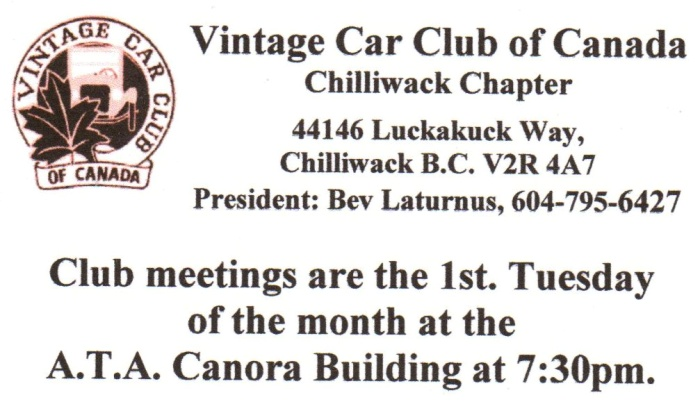 VINTAGE CAR CLUB
OF CANADA
Vintage Car Club of Canada
Chilliwack Chapter
44146 Luckakuck Way,
Chilliwack B.C. V2R 4A7
President: Bev Laturnus, 604-795-6427
Club meetings are the 1st. Tuesday
of the month at the
A.T.A. Canora Building at 7:30pm.